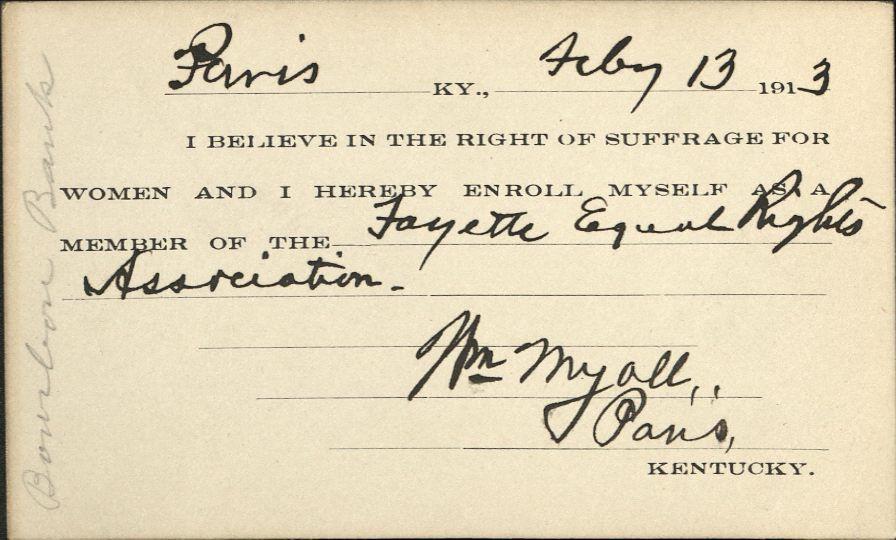 Paris KY., Feby 13 1913
I BELIEVE IN THE RIGHT OF SUFFRAGE FOR
WOMEN AND I HEREBY ENROLL MYSELF AS A
MEMBER OF THE Fayette Equal Rights
Association.
Wm Myall,
Paris,
KENTUCKY.
Bourbon Bank